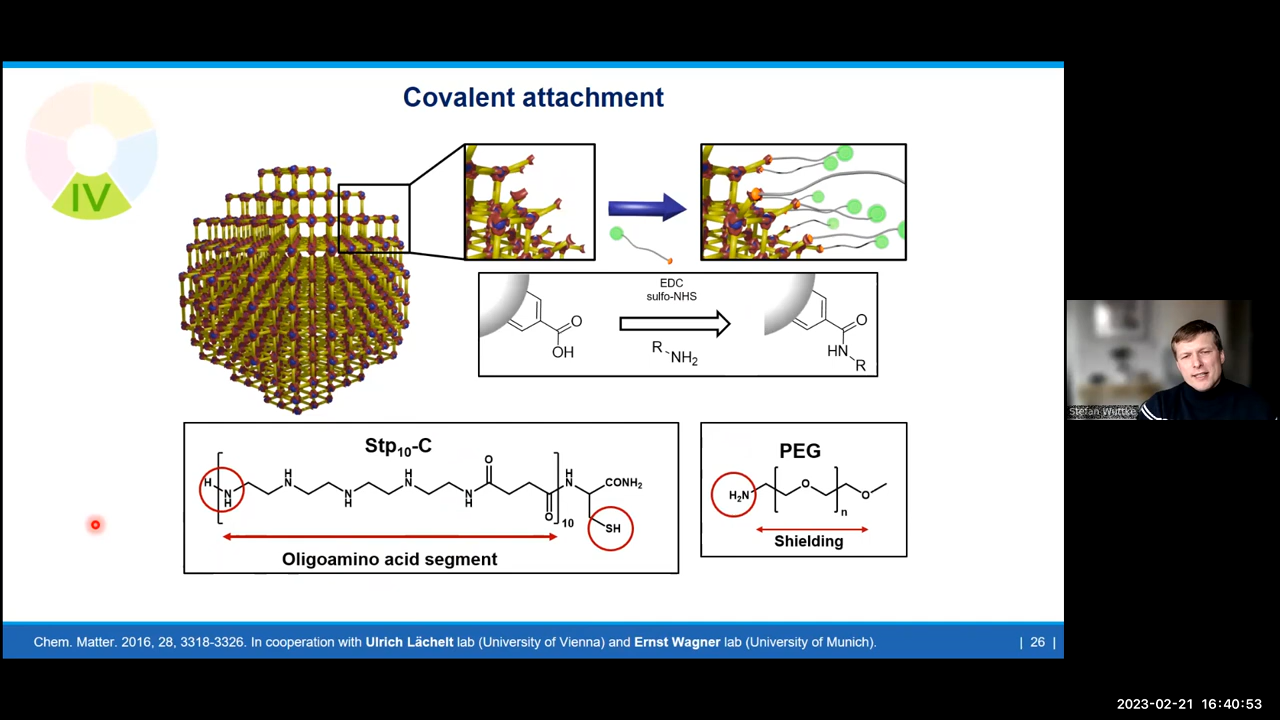 Covalent attachment
IV
EDC
sulfo-NHS
O
OH
R
NH2
O
HN
R
Stp10-C
H
N
H
H
N
N
H
H
N
N
H
O
O
10
H
N
CONH2
SH
Oligoamino acid segment
PEG
H2N
O
n
O
Shielding
Stefan Wuttke
Chem. Matter. 2016, 28, 3318-3326. In cooperation with Ulrich Lächelt lab (University of Vienna) and Ernst Wagner lab (University of Munich).
| 26 |
2023-02-21 16:40:53